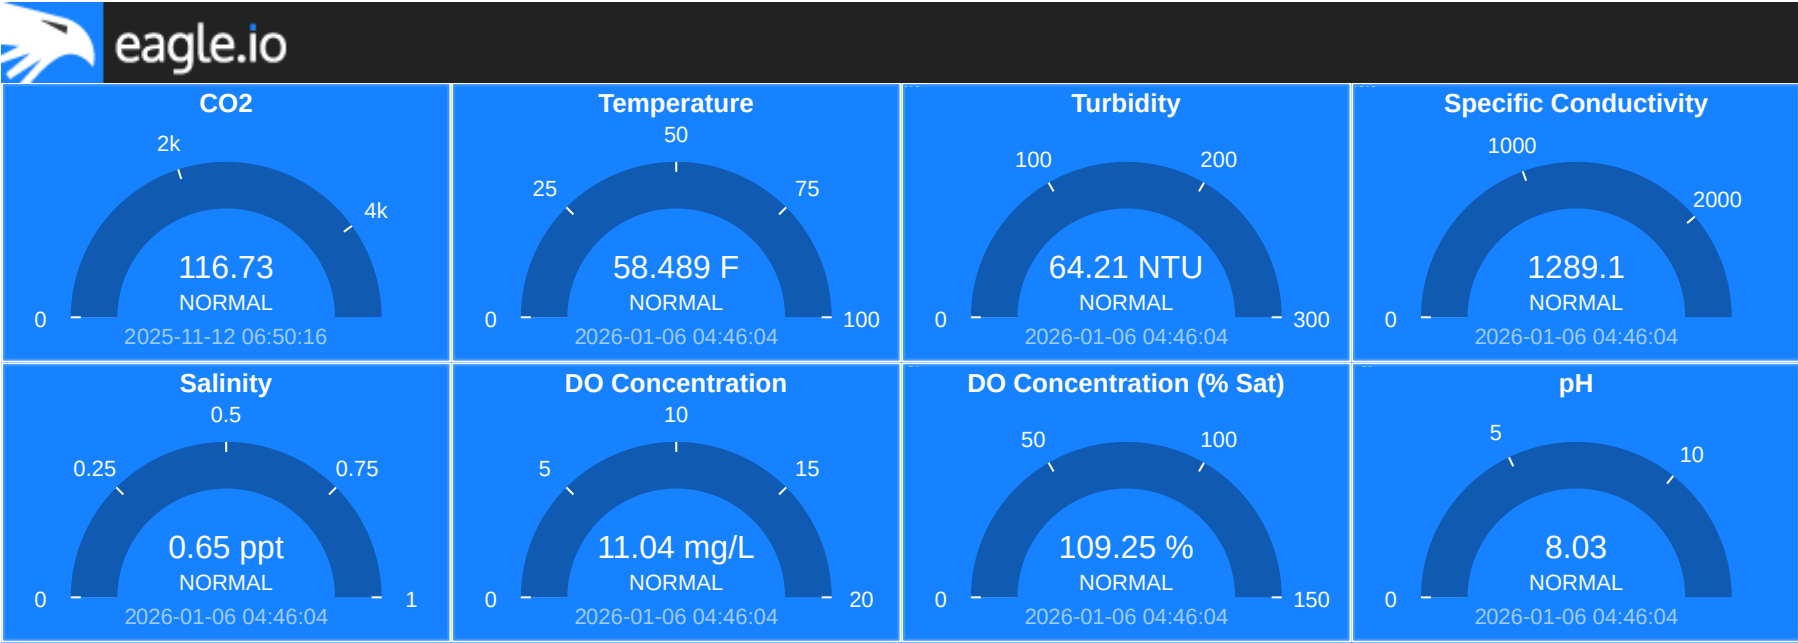 eagle.io
CO2
2k
4k
0
116.73
NORMAL
2025-11-12 06:50:16
Temperature
50
25
75
0
100
58.489 F
NORMAL
2026-01-06 04:46:04
Turbidity
100
200
0
300
64.21 NTU
NORMAL
2026-01-06 04:46:04
Specific Conductivity
1000
2000
0
1289.1
NORMAL
2026-01-06 04:46:04
Salinity
0.5
0.25
0.75
0
1
0.65 ppt
NORMAL
2026-01-06 04:46:04
DO Concentration
10
5
15
0
20
11.04 mg/L
NORMAL
2026-01-06 04:46:04
DO Concentration (% Sat)
50
100
0
150
109.25 %
NORMAL
2026-01-06 04:46:04
pH
5
10
0
8.03
NORMAL
2026-01-06 04:46:04